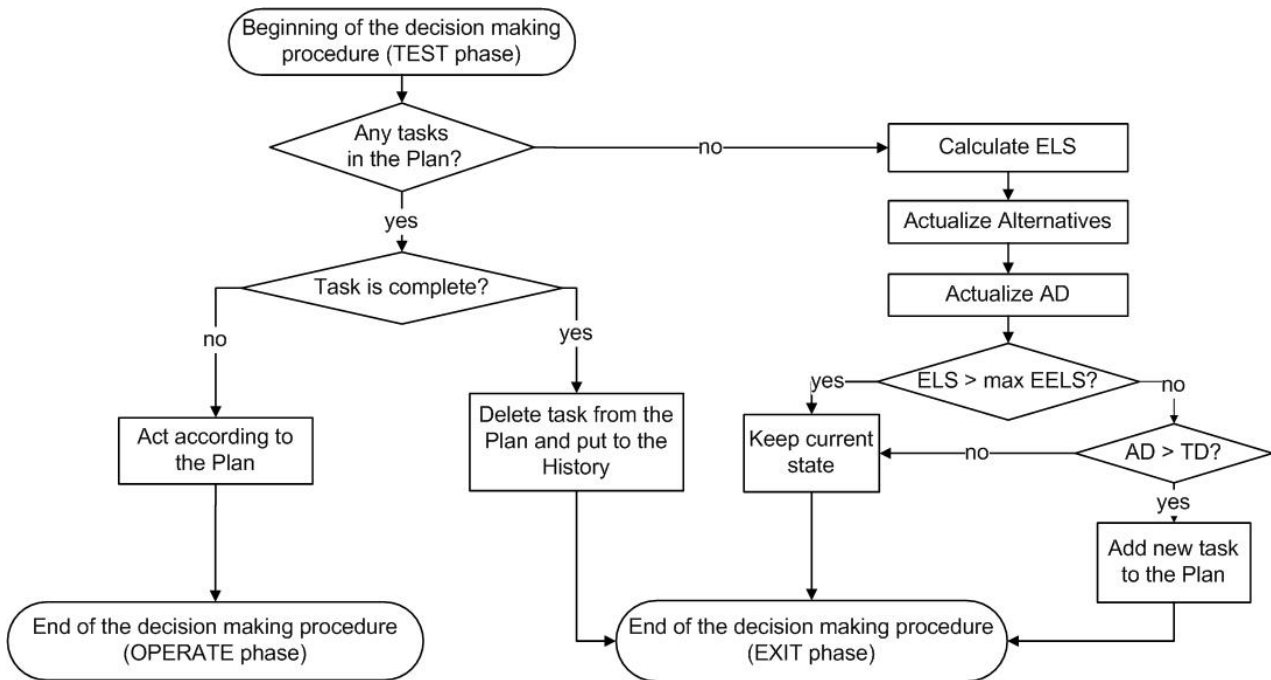 Beginning of the decision making
procedure (TEST phase)
Any tasks
in the Plan?
no
Calculate ELS
yes
Actualize Alternatives
Task is complete?
Actualize AD
no
yes
ELS > max EELS?
yes
no
Act according to
the Plan
Delete task from the
Plan and put to the
History
Keep current
state
no
AD > TD?
yes
Add new task
to the Plan
End of the decision making procedure
(OPERATE phase)
End of the decision making procedure
(EXIT phase)